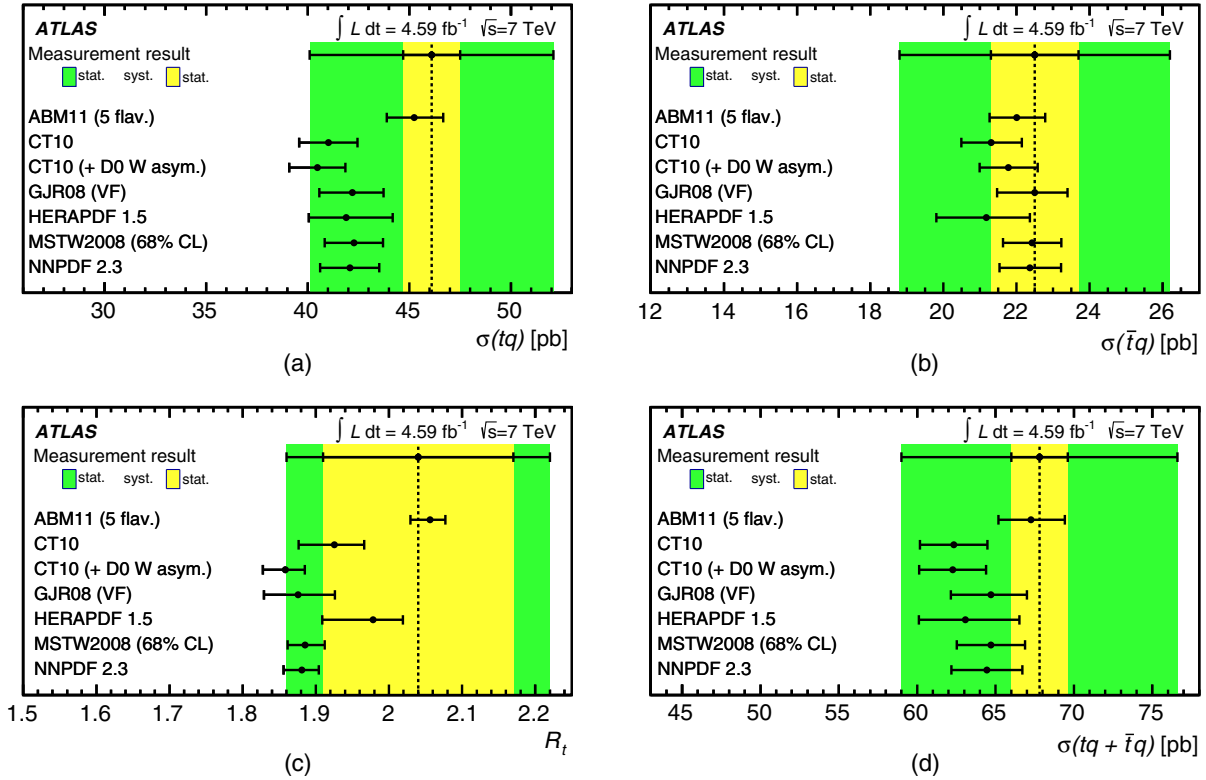 ATLAS
∫ L dt = 4.59 fb⁻¹ √s=7 TeV
Measurement result
stat. syst. stat.
ABM11 (5 flav.)
CT10
CT10 (+ D0 W asym.)
GJR08 (VF)
HERAPDF 1.5
MSTW2008 (68% CL)
NNPDF 2.3
30 35 40 45 50
σ(tq) [pb]
(a)
ATLAS
∫ L dt = 4.59 fb⁻¹ √s=7 TeV
Measurement result
stat. syst. stat.
ABM11 (5 flav.)
CT10
CT10 (+ D0 W asym.)
GJR08 (VF)
HERAPDF 1.5
MSTW2008 (68% CL)
NNPDF 2.3
12 14 16 18 20 22 24 26
σ(t̄q) [pb]
(b)
ATLAS
∫ L dt = 4.59 fb⁻¹ √s=7 TeV
Measurement result
stat. syst. stat.
ABM11 (5 flav.)
CT10
CT10 (+ D0 W asym.)
GJR08 (VF)
HERAPDF 1.5
MSTW2008 (68% CL)
NNPDF 2.3
1.5 1.6 1.7 1.8 1.9 2 2.1 2.2
Rₜ
(c)
ATLAS
∫ L dt = 4.59 fb⁻¹ √s=7 TeV
Measurement result
stat. syst. stat.
ABM11 (5 flav.)
CT10
CT10 (+ D0 W asym.)
GJR08 (VF)
HERAPDF 1.5
MSTW2008 (68% CL)
NNPDF 2.3
45 50 55 60 65 70 75
σ(tq + t̄q) [pb]
(d)